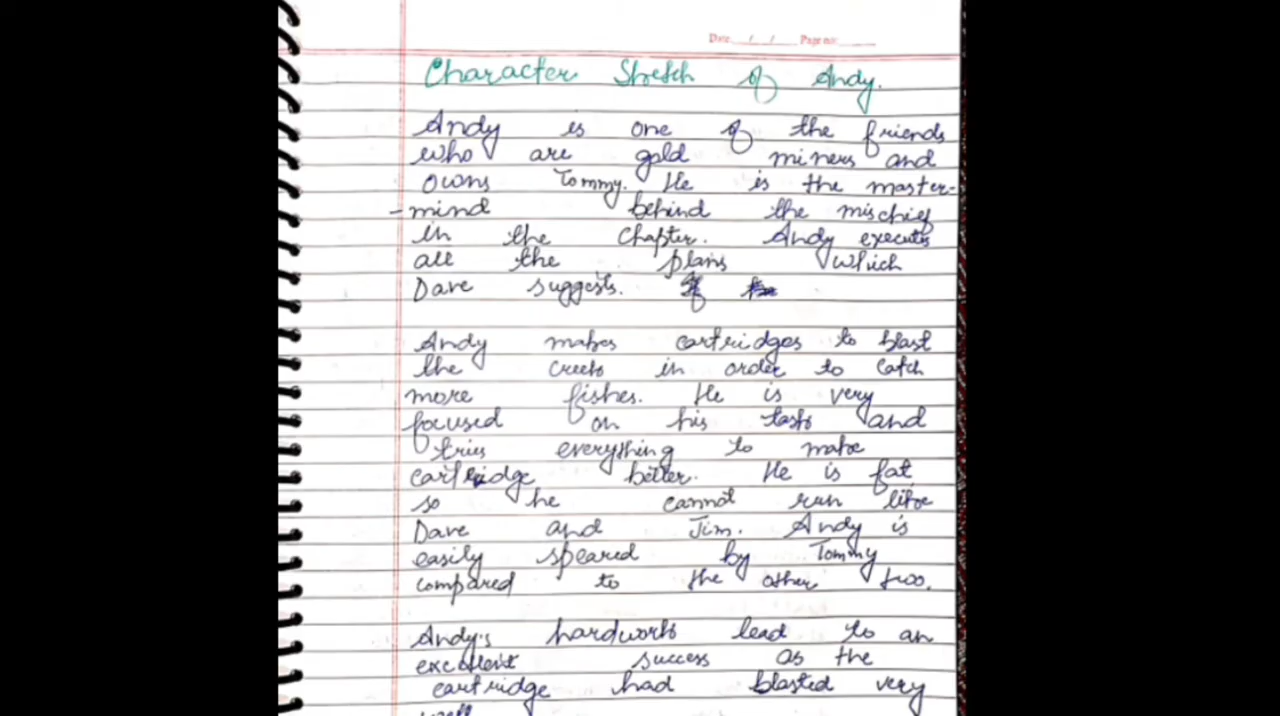 Date / / Page no:
Character Sketch of Andy.
Andy is one of the friends
who are gold miners and
owns Tommy. He is the master-
-mind behind the mischief
in the chapter. Andy executes
all the plans which
Dave suggests.
Andy makes cartridges to blast
the creeks in order to catch
more fishes. He is very
focused on his task and
tries everything to make
cartridge better. He is fat
so he cannot run like
Dave and Jim. Andy is
easily speared by Tommy
compared to the other two.
Andy's hardwork lead to an
excellent success as the
cartridge had blasted very
well